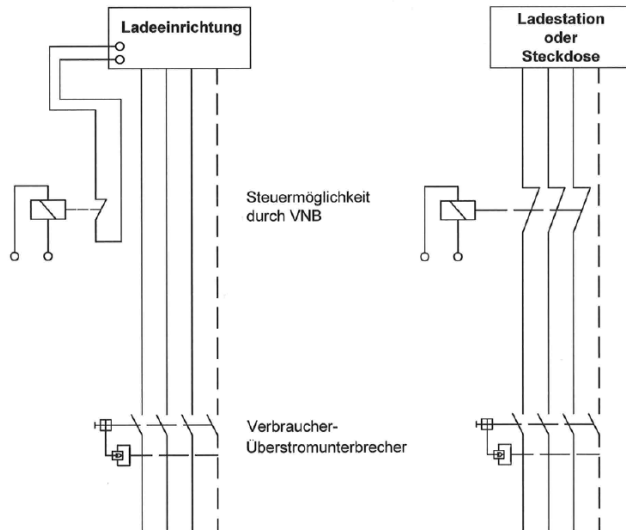 Ladeeinrichtung
Ladestation
oder
Steckdose
Steuermöglichkeit
durch VNB
Verbraucher-
Überstromunterbrecher